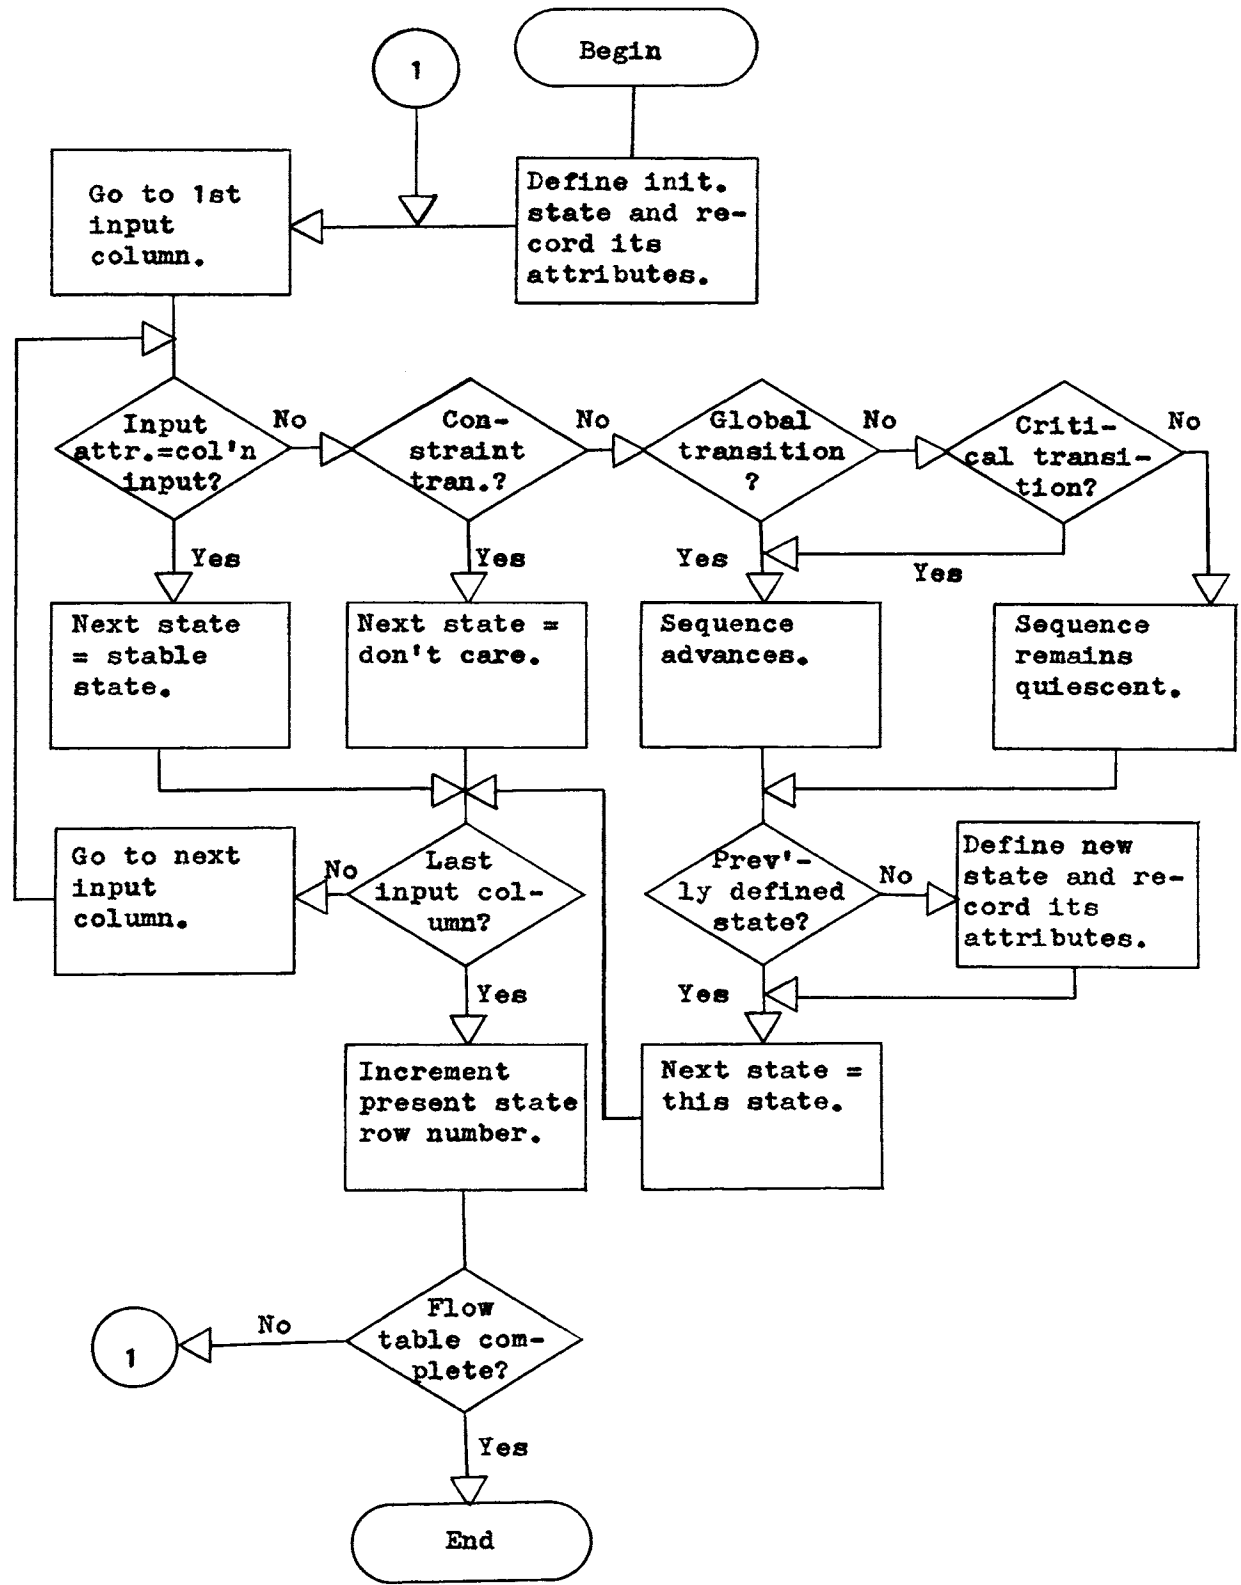 Begin
1
Define init.
state and re-
cord its
attributes.
Go to 1st
input
column.
Input
attr.=col'n
input?
No
Con-
straint
tran.?
No
Global
transition
?
No
Criti-
cal transi-
tion?
No
Yes
Yes
Yes
Yes
Next state
= stable
state.
Next state =
don't care.
Sequence
advances.
Sequence
remains
quiescent.
Go to next
input
column.
No
Last
input col-
umn?
Prev'-
ly defined
state?
No
Define new
state and re-
cord its
attributes.
Yes
Yes
Increment
present state
row number.
Next state =
this state.
Flow
table com-
plete?
No
1
Yes
End